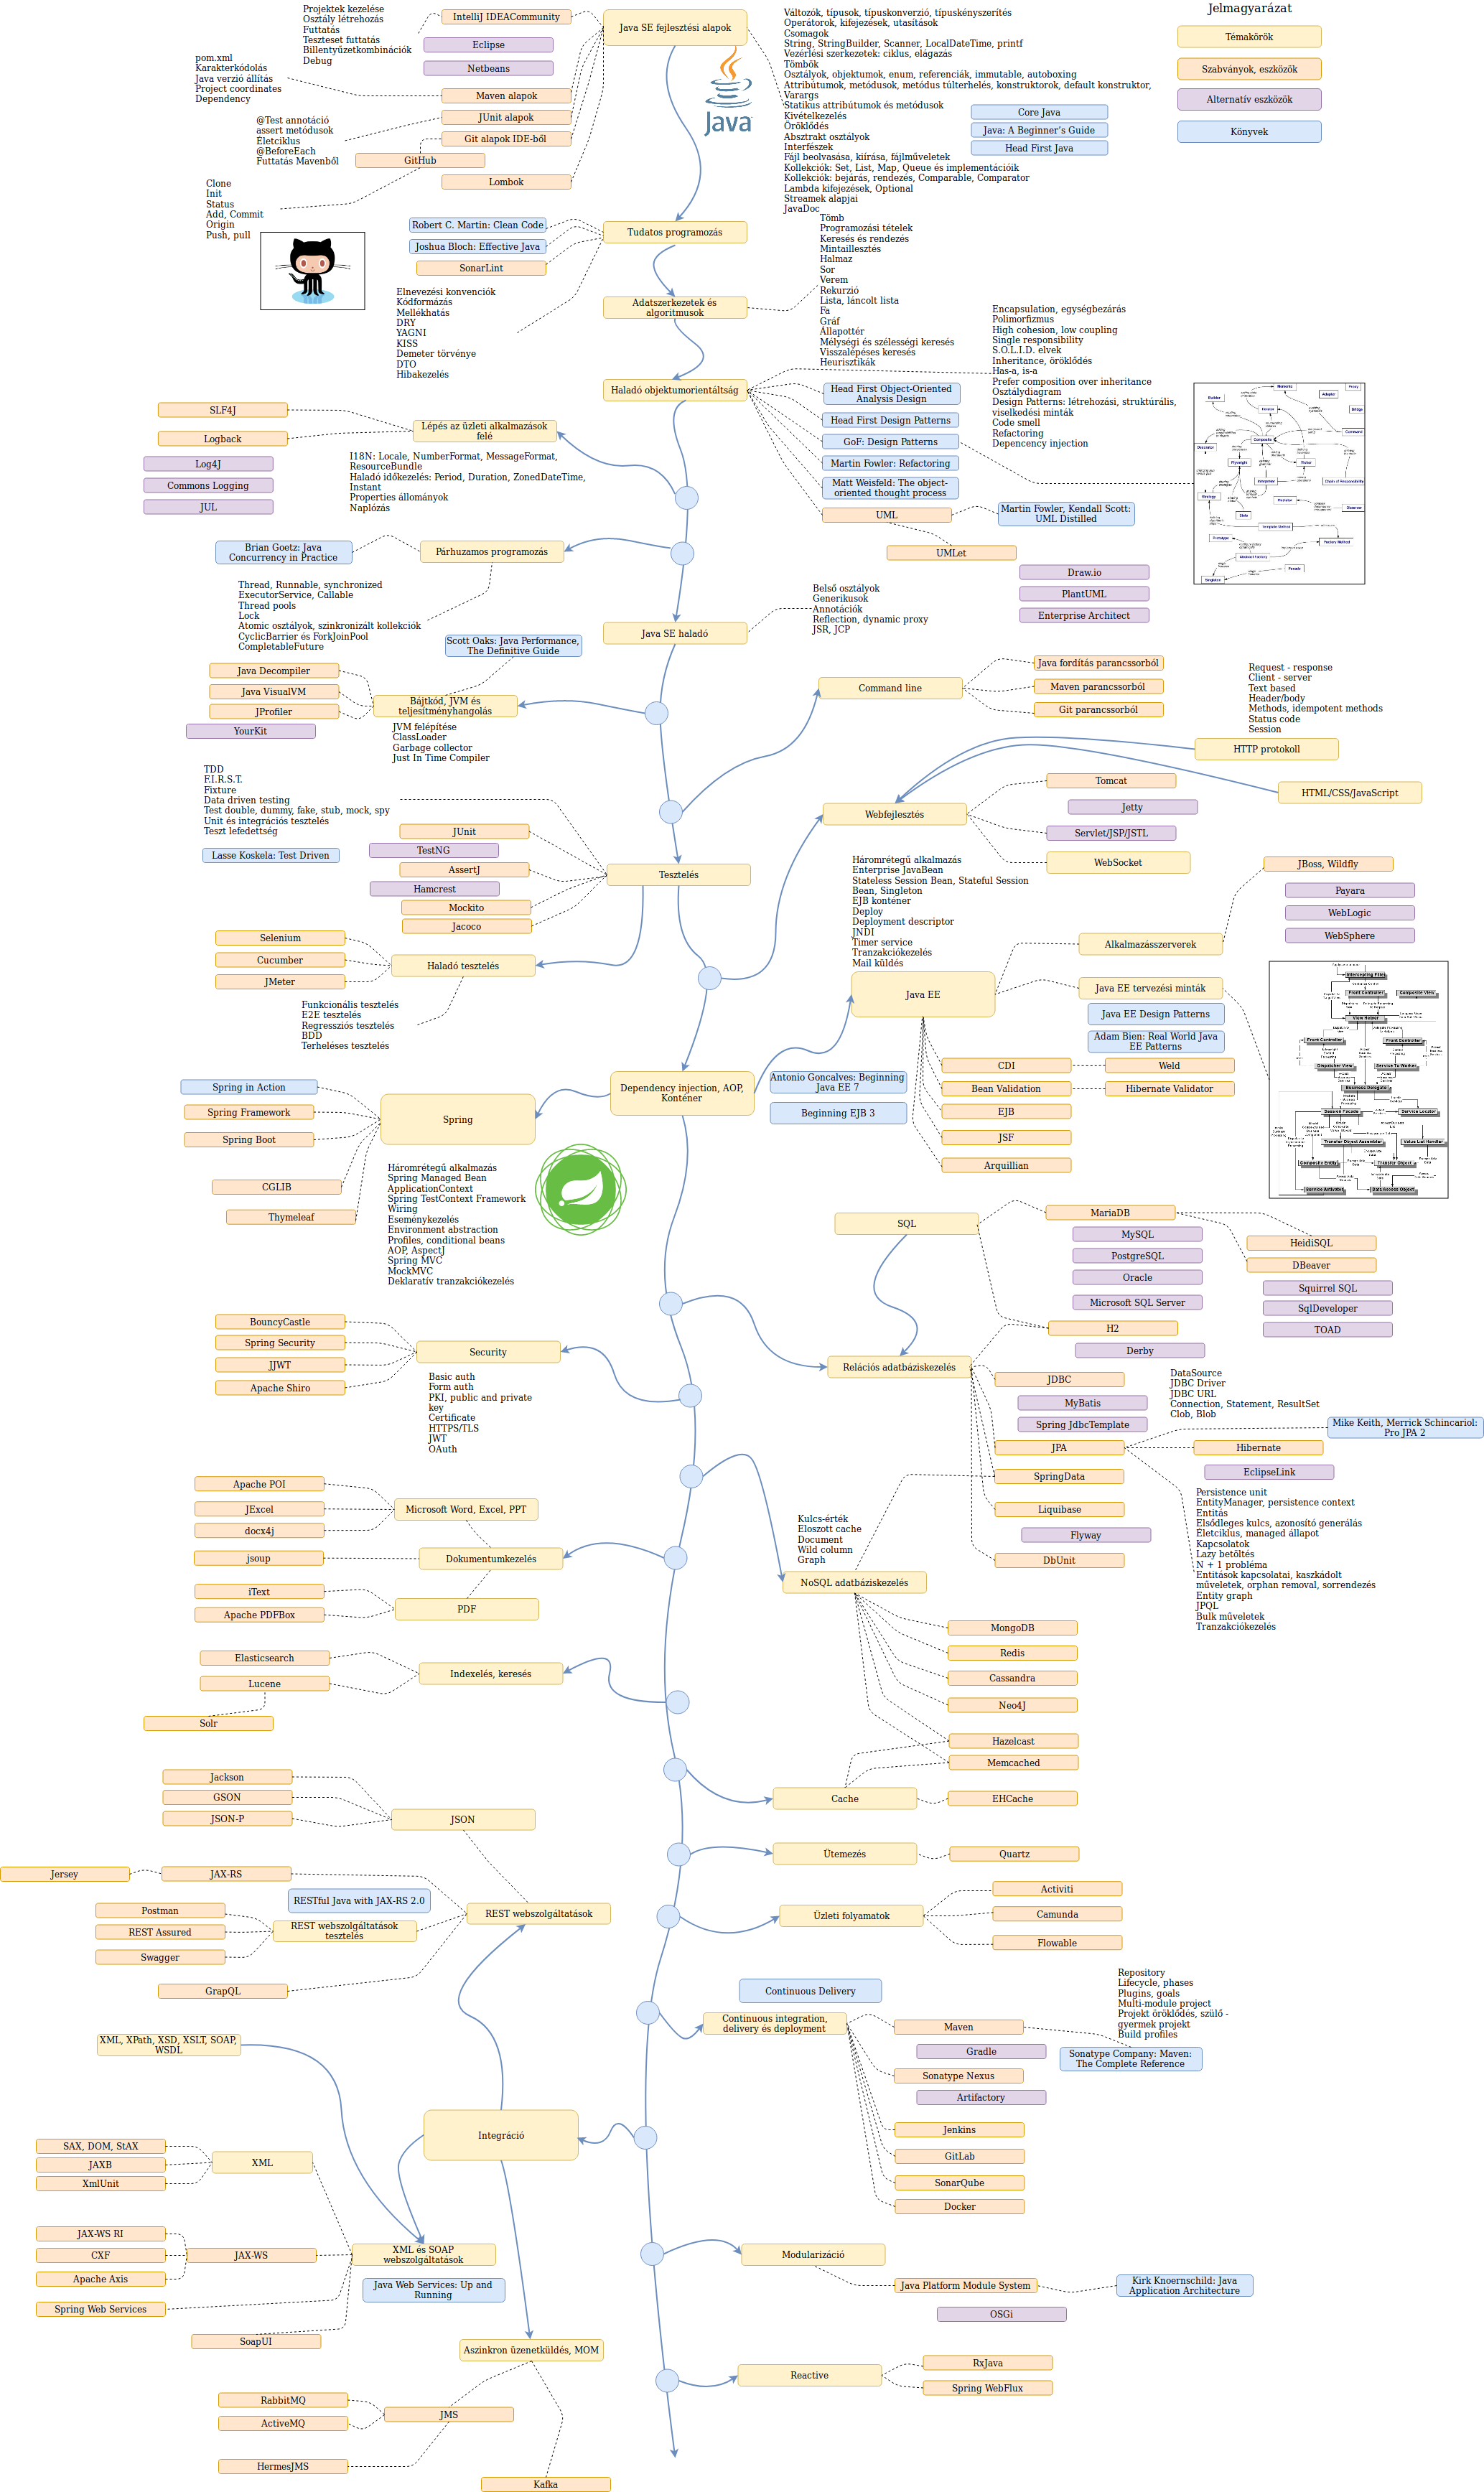 Jelmagyarázat
Témakörök
Szabványok, eszközök
Alternatív eszközök
Könyvek
Java SE fejlesztési alapok
IntelliJ IDEACommunity
Eclipse
Netbeans
Maven alapok
JUnit alapok
Git alapok IDE-ből
GitHub
Lombok
Projektek kezelése
Osztály létrehozás
Futtatás
Teszteset futtatás
Billentyűzetkombinációk
Debug
pom.xml
Karakterkódolás
Java verzió állítás
Project coordinates
Dependency
@Test annotáció
assert metódusok
Életciklus
@BeforeEach
Futtatás Mavenből
Clone
Init
Status
Add, Commit
Origin
Push, pull
Java
Változók, típusok, típuskonverzió, típuskényszerítés
Operátorok, kifejezések, utasítások
Csomagok
String, StringBuilder, Scanner, LocalDateTime, printf
Vezérlési szerkezetek: ciklus, elágazás
Tömbök
Osztályok, objektumok, enum, referenciák, immutable, autoboxing
Attribútumok, metódusok, metódus túlterhelés, konstruktorok, default konstruktor,
Varargs
Statikus attribútumok és metódusok
Kivételkezelés
Öröklődés
Absztrakt osztályok
Interfészek
Fájl beolvasása, kiírása, fájlműveletek
Kollekciók: Set, List, Map, Queue és implementációik
Kollekciók: bejárás, rendezés, Comparable, Comparator
Lambda kifejezések, Optional
Streamek alapjai
JavaDoc
Core Java
Java: A Beginner's Guide
Head First Java
Tudatos programozás
Robert C. Martin: Clean Code
Joshua Bloch: Effective Java
SonarLint
Elnevezési konvenciók
Kódformázás
Mellékhatás
DRY
YAGNI
KISS
Demeter törvénye
DTO
Hibakezelés
Adatszerkezetek és
algoritmusok
Tömb
Programozási tételek
Keresés és rendezés
Mintaillesztés
Halmaz
Sor
Verem
Rekurzió
Lista, láncolt lista
Fa
Gráf
Állapottér
Mélységi és szélességi keresés
Visszalépéses keresés
Heurisztikák
Haladó objektumorientáltság
Encapsulation, egységbezárás
Polimorfizmus
High cohesion, low coupling
Single responsibility
S.O.L.I.D. elvek
Inheritance, öröklődés
Has-a, is-a
Prefer composition over inheritance
Osztálydiagram
Design Patterns: létrehozási, struktúrális,
viselkedési minták
Code smell
Refactoring
Depencency injection
Head First Object-Oriented
Analysis Design
Head First Design Patterns
GoF: Design Patterns
Martin Fowler: Refactoring
Matt Weisfeld: The object-
oriented thought process
UML
Martin Fowler, Kendall Scott:
UML Distilled
UMLet
Draw.io
PlantUML
Enterprise Architect
Lépés az üzleti alkalmazások
felé
SLF4J
Logback
Log4J
Commons Logging
JUL
I18N: Locale, NumberFormat, MessageFormat,
ResourceBundle
Haladó időkezelés: Period, Duration, ZonedDateTime,
Instant
Properties állományok
Naplózás
Párhuzamos programozás
Brian Goetz: Java
Concurrency in Practice
Thread, Runnable, synchronized
ExecutorService, Callable
Thread pools
Lock
Atomic osztályok, szinkronizált kollekciók
CyclicBarrier és ForkJoinPool
CompletableFuture
Java SE haladó
Belső osztályok
Generikusok
Annotációk
Reflection, dynamic proxy
JSR, JCP
Scott Oaks: Java Performance,
The Definitive Guide
Bájtkód, JVM és
teljesítményhangolás
Java Decompiler
Java VisualVM
JProfiler
YourKit
JVM felépítése
ClassLoader
Garbage collector
Just In Time Compiler
Command line
Java fordítás parancssorból
Maven parancssorból
Git parancssorból
Request - response
Client - server
Text based
Header/body
Methods, idempotent methods
Status code
Session
HTTP protokoll
HTML/CSS/JavaScript
Webfejlesztés
Tomcat
Jetty
Servlet/JSP/JSTL
WebSocket
Tesztelés
TDD
F.I.R.S.T.
Fixture
Data driven testing
Test double, dummy, fake, stub, mock, spy
Unit és integrációs tesztelés
Teszt lefedettség
Lasse Koskela: Test Driven
JUnit
TestNG
AssertJ
Hamcrest
Mockito
Jacoco
Haladó tesztelés
Selenium
Cucumber
JMeter
Funkcionális tesztelés
E2E tesztelés
Regressziós tesztelés
BDD
Terheléses tesztelés
Háromrétegű alkalmazás
Enterprise JavaBean
Stateless Session Bean, Stateful Session
Bean, Singleton
EJB konténer
Deploy
Deployment descriptor
JNDI
Timer service
Tranzakciókezelés
Mail küldés
Java EE
Alkalmazásszerverek
JBoss, Wildfly
Payara
WebLogic
WebSphere
Java EE tervezési minták
Java EE Design Patterns
Adam Bien: Real World Java
EE Patterns
CDI
Weld
Bean Validation
Hibernate Validator
EJB
JSF
Arquillian
Antonio Goncalves: Beginning
Java EE 7
Beginning EJB 3
Dependency injection, AOP,
Konténer
Spring
Spring in Action
Spring Framework
Spring Boot
CGLIB
Thymeleaf
Háromrétegű alkalmazás
Spring Managed Bean
ApplicationContext
Spring TestContext Framework
Wiring
Eseménykezelés
Environment abstraction
Profiles, conditional beans
AOP, AspectJ
Spring MVC
MockMVC
Deklaratív tranzakciókezelés
SQL
MariaDB
MySQL
PostgreSQL
Oracle
Microsoft SQL Server
H2
Derby
HeidiSQL
DBeaver
Squirrel SQL
SqlDeveloper
TOAD
Relációs adatbáziskezelés
JDBC
MyBatis
Spring JdbcTemplate
JPA
SpringData
Liquibase
Flyway
DbUnit
DataSource
JDBC Driver
JDBC URL
Connection, Statement, ResultSet
Clob, Blob
Mike Keith, Merrick Schincariol:
Pro JPA 2
Hibernate
EclipseLink
Persistence unit
EntityManager, persistence context
Entitás
Elsődleges kulcs, azonosító generálás
Életciklus, managed állapot
Kapcsolatok
Lazy betöltés
N + 1 probléma
Entitások kapcsolatai, kaszkádolt
műveletek, orphan removal, sorrendezés
Entity graph
JPQL
Bulk műveletek
Tranzakciókezelés
Security
BouncyCastle
Spring Security
JJWT
Apache Shiro
Basic auth
Form auth
PKI, public and private
key
Certificate
HTTPS/TLS
JWT
OAuth
Kulcs-érték
Eloszott cache
Document
Wild column
Graph
NoSQL adatbáziskezelés
MongoDB
Redis
Cassandra
Neo4J
Hazelcast
Memcached
Microsoft Word, Excel, PPT
Apache POI
JExcel
docx4j
Dokumentumkezelés
jsoup
PDF
iText
Apache PDFBox
Indexelés, keresés
Elasticsearch
Lucene
Solr
Cache
EHCache
Ütemezés
Quartz
Üzleti folyamatok
Activiti
Camunda
Flowable
JSON
Jackson
GSON
JSON-P
Jersey
JAX-RS
RESTful Java with JAX-RS 2.0
REST webszolgáltatások
REST webszolgáltatások
tesztelés
Postman
REST Assured
Swagger
GrapQL
Continuous Delivery
Continuous integration,
delivery és deployment
Maven
Gradle
Sonatype Nexus
Artifactory
Jenkins
GitLab
SonarQube
Docker
Repository
Lifecycle, phases
Plugins, goals
Multi-module project
Projekt öröklődés, szülő -
gyermek projekt
Build profiles
Sonatype Company: Maven:
The Complete Reference
XML, XPath, XSD, XSLT, SOAP,
WSDL
Integráció
XML
SAX, DOM, StAX
JAXB
XmlUnit
JAX-WS RI
CXF
Apache Axis
JAX-WS
XML és SOAP
webszolgáltatások
Java Web Services: Up and
Running
Spring Web Services
SoapUI
Modularizáció
Java Platform Module System
Kirk Knoernschild: Java
Application Architecture
OSGi
Aszinkron üzenetküldés, MOM
Reactive
RxJava
Spring WebFlux
JMS
RabbitMQ
ActiveMQ
HermesJMS
Kafka